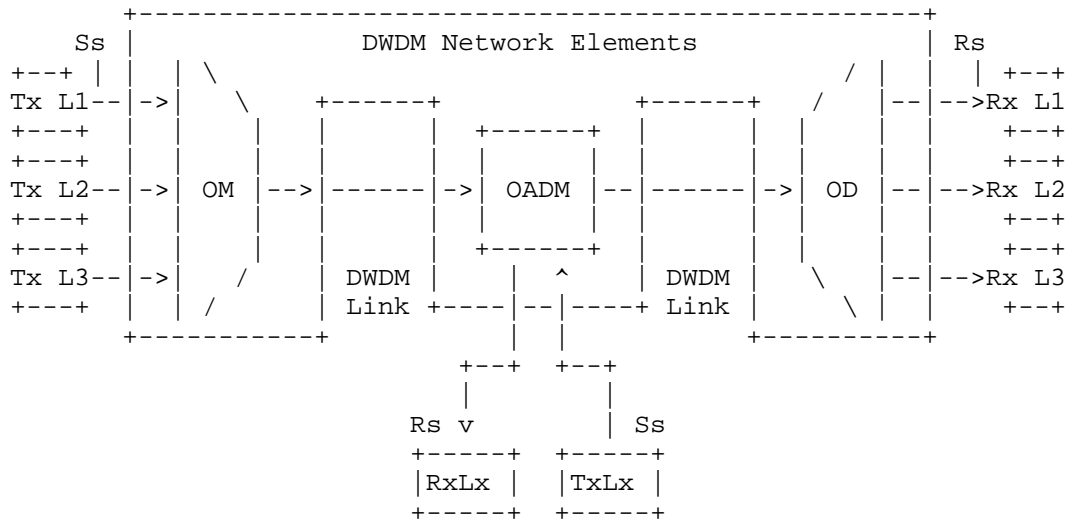 DWDM Network Elements
Ss Rs
Tx L1 Rx L1
Tx L2 OM OADM OD Rx L2
Tx L3 DWDM DWDM Rx L3
Link Link
Rs v Ss
RxLx TxLx